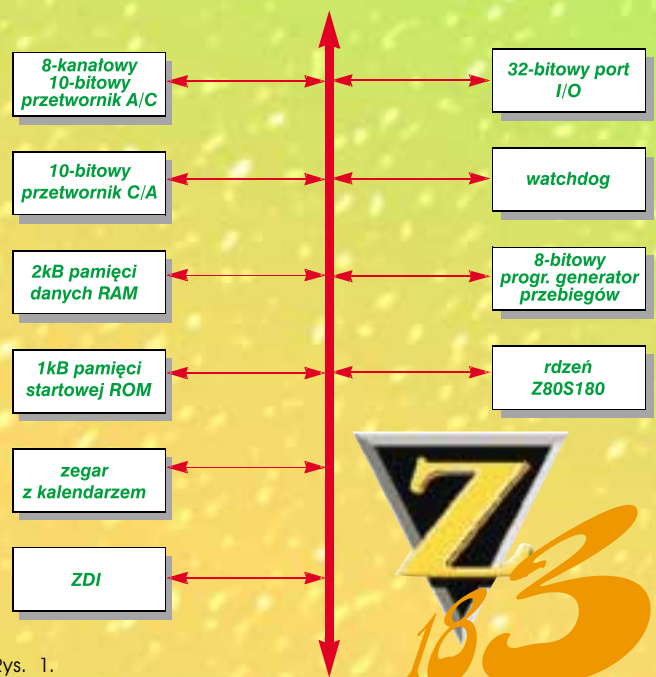 8-kanałowy
10-bitowy
przetwornik A/C
10-bitowy
przetwornik C/A
2kB pamięci
danych RAM
1kB pamięci
startowej ROM
zegar
z kalendarzem
ZDI
32-bitowy port
I/O
watchdog
8-bitowy
progr. generator
przebiegów
rdzeń
Z80S180
Z
183
Rys. 1.